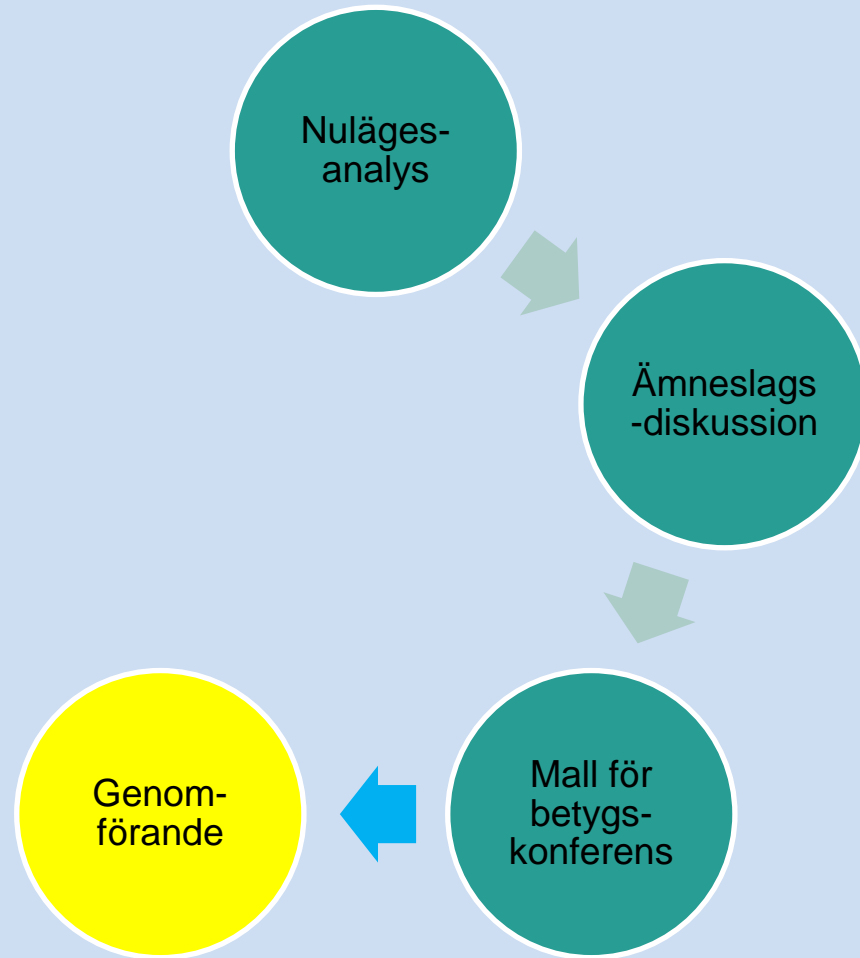 Nuläges-
analys
Ämneslags
-diskussion
Mall för
betygs-
konferens
Genom-
förande